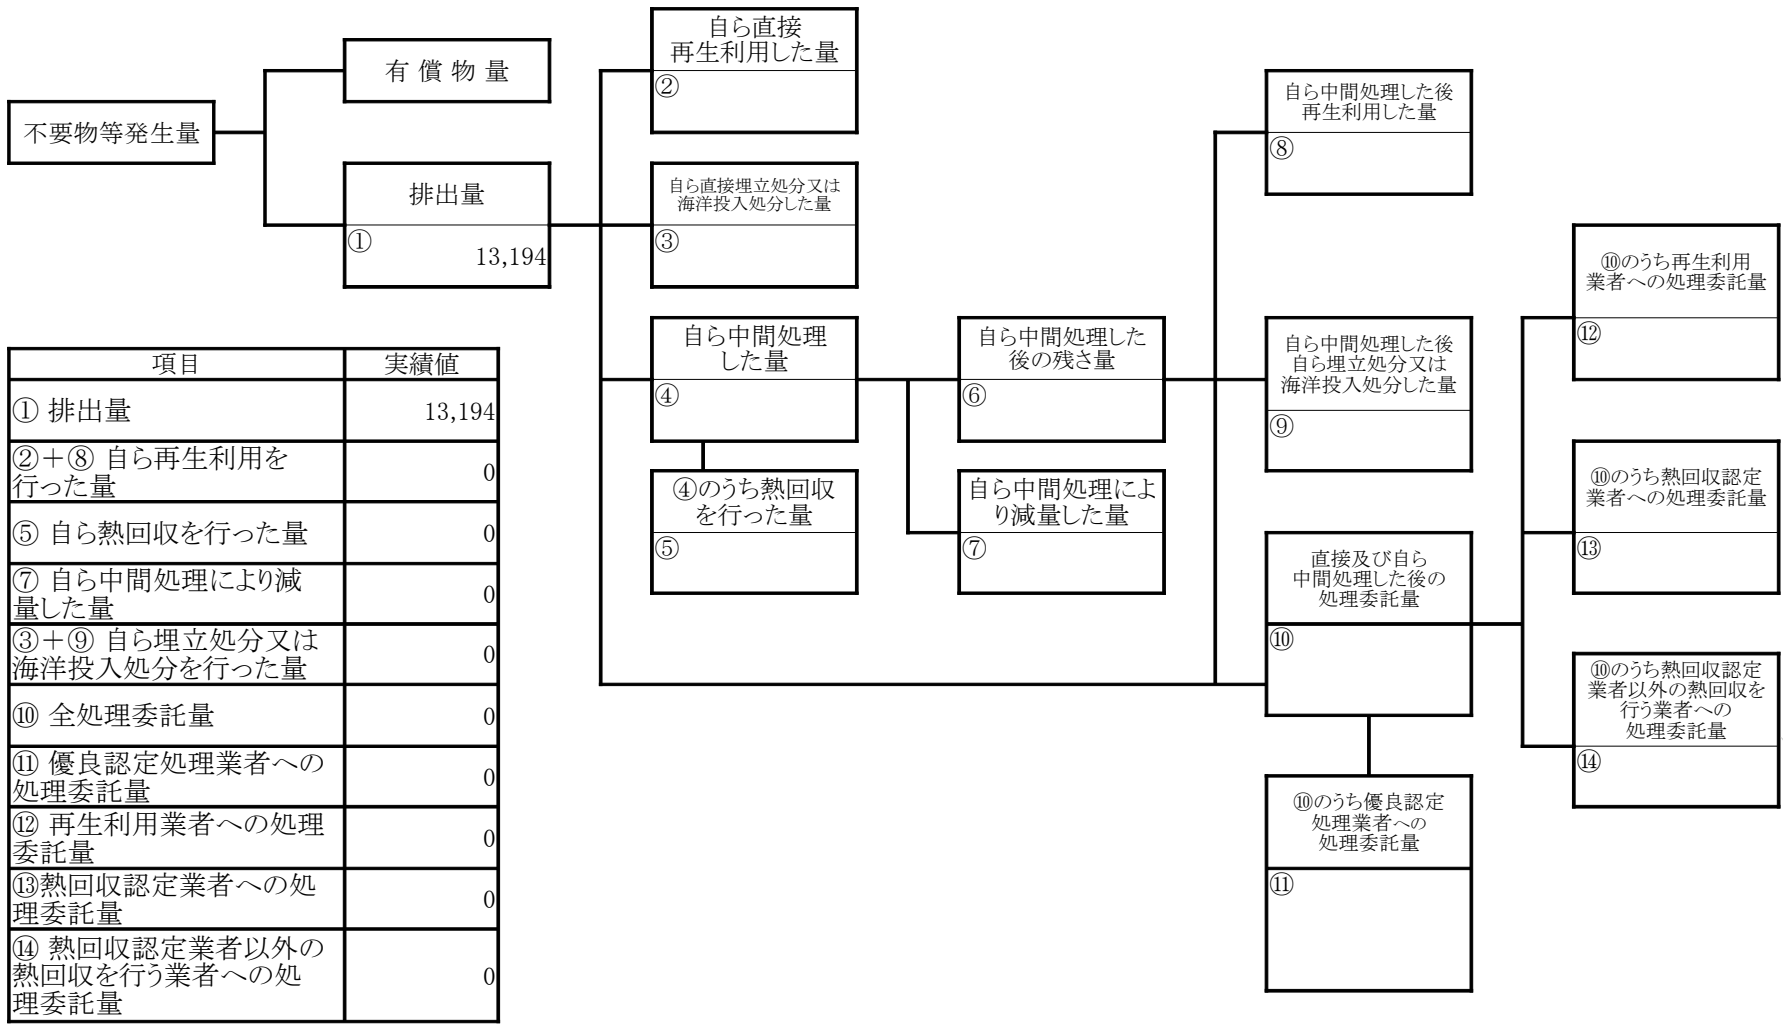 不要物等発生量
有 償 物 量
排出量
①
13,194
自ら直接
再生利用した量
②
自ら直接埋立処分又は
海洋投入処分した量
③
自ら中間処理
した量
④
④のうち熱回収
を行った量
⑤
自ら中間処理した
後の残さ量
⑥
自ら中間処理によ
り減量した量
⑦
自ら中間処理した後
再生利用した量
⑧
自ら中間処理した後
自ら埋立処分又は
海洋投入処分した量
⑨
直接及び自ら
中間処理した後の
処理委託量
⑩
⑩のうち優良認定
処理業者への
処理委託量
⑪
⑩のうち再生利用
業者への処理委託量
⑫
⑩のうち熱回収認定
業者への処理委託量
⑬
⑩のうち熱回収認定
業者以外の熱回収を
行う業者への
処理委託量
⑭
項目 実績値
① 排出量 13,194
②＋⑧ 自ら再生利用を
行った量 0
⑤ 自ら熱回収を行った量 0
⑦ 自ら中間処理により減
量した量 0
③＋⑨ 自ら埋立処分又は
海洋投入処分を行った量 0
⑩ 全処理委託量 0
⑪ 優良認定処理業者への
処理委託量 0
⑫ 再生利用業者への処理
委託量 0
⑬熱回収認定業者への処
理委託量 0
⑭ 熱回収認定業者以外の
熱回収を行う業者への処
理委託量 0